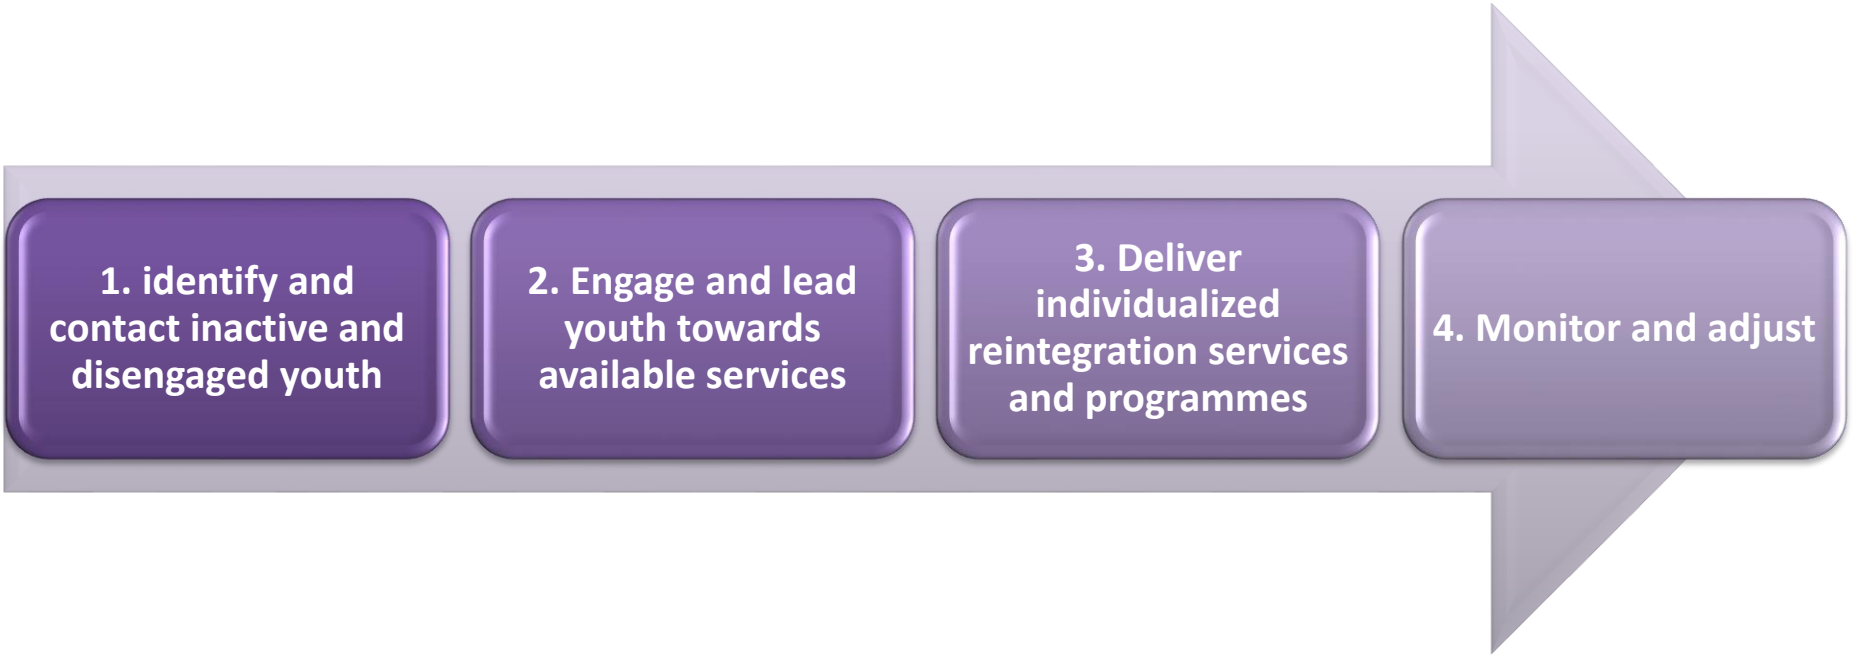 1. identify and
contact inactive and
disengaged youth
2. Engage and lead
youth towards
available services
3. Deliver
individualized
reintegration services
and programmes
4. Monitor and adjust